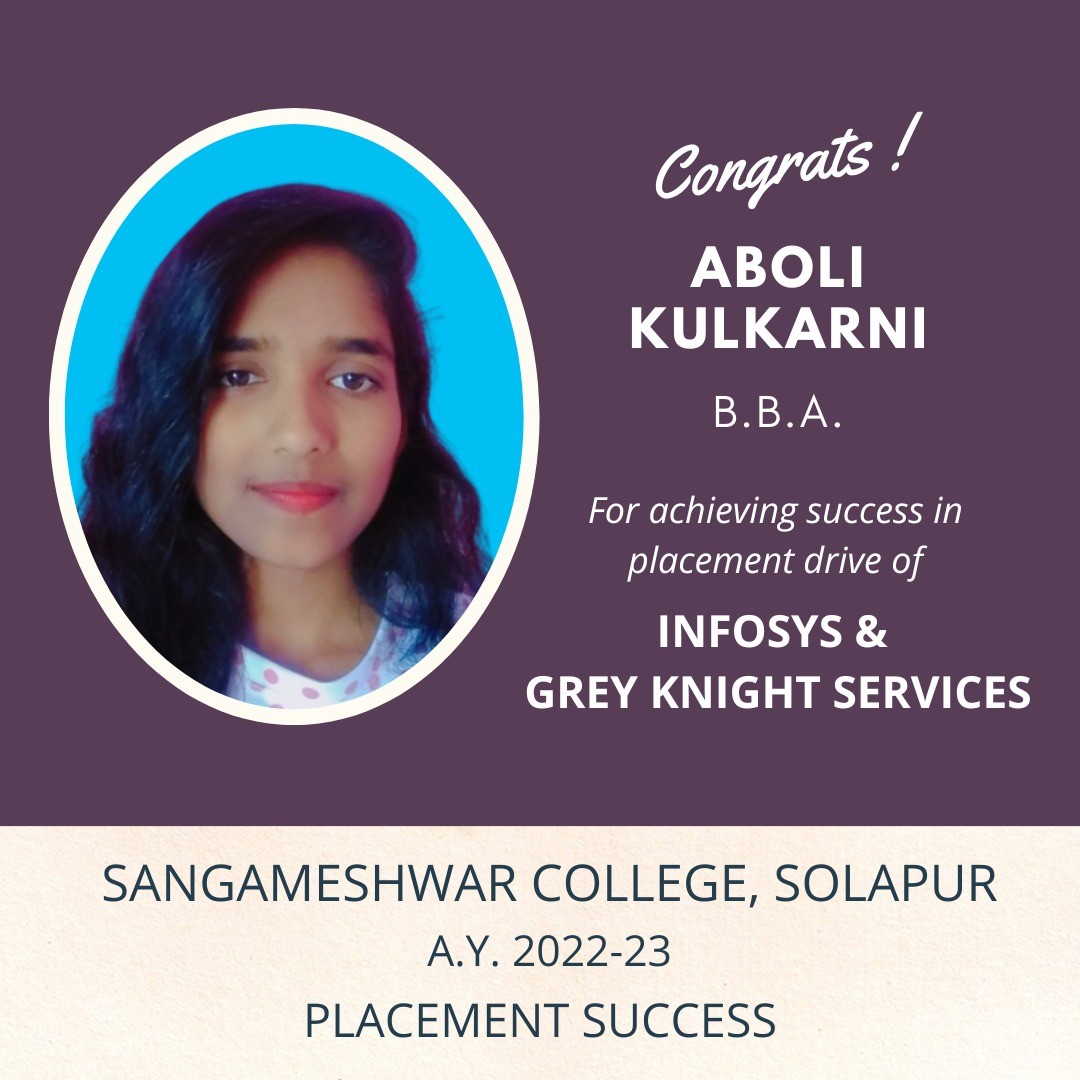 Congrats !
ABOLI
KULKARNI
B.B.A.
For achieving success in
placement drive of
INFOSYS &
GREY KNIGHT SERVICES
SANGAMESHWAR COLLEGE, SOLAPUR
A.Y. 2022-23
PLACEMENT SUCCESS